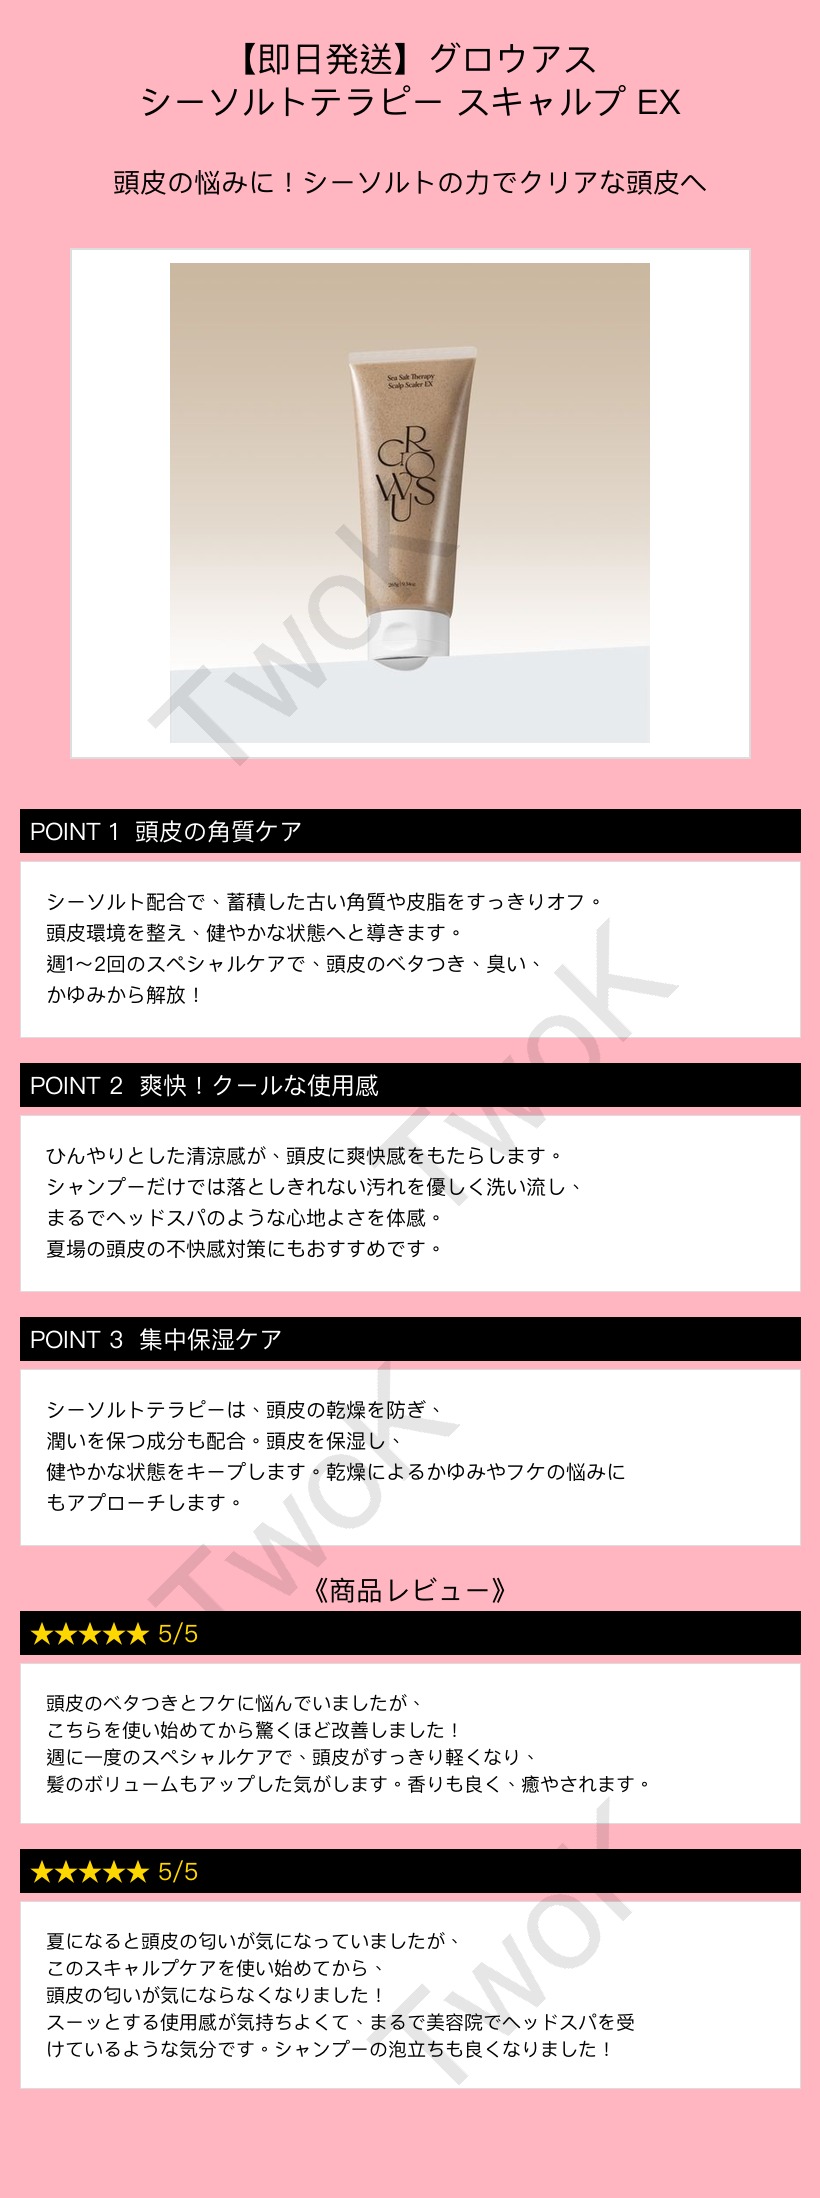 【即日発送】グロウアス
シーソルトテラピー スキャルプ EX
頭皮の悩みに！シーソルトの力でクリアな頭皮へ
Sea Salt Therapy
Scalp Scaler EX
GROWUS
TwoK
POINT 1 頭皮の角質ケア
シーソルト配合で、蓄積した古い角質や皮脂をすっきりオフ。
頭皮環境を整え、健やかな状態へと導きます。
週1～2回のスペシャルケアで、頭皮のベタつき、臭い、
かゆみから解放！
TwoK
POINT 2 爽快！クールな使用感
ひんやりとした清涼感が、頭皮に爽快感をもたらします。
シャンプーだけでは落としきれない汚れを優しく洗い流し、
まるでヘッドスパのような心地よさを体感。
夏場の頭皮の不快感対策にもおすすめです。
POINT 3 集中保湿ケア
シーソルトテラピーは、頭皮の乾燥を防ぎ、
潤いを保つ成分も配合。頭皮を保湿し、
健やかな状態をキープします。乾燥によるかゆみやフケの悩みに
もアプローチします。
TwoK
《商品レビュー》
★★★★★ 5/5
頭皮のベタつきとフケに悩んでいましたが、
こちらを使い始めてから驚くほど改善しました！
週に一度のスペシャルケアで、頭皮がすっきり軽くなり、
髪のボリュームもアップした気がします。香りも良く、癒やされます。
★★★★★ 5/5
夏になると頭皮の匂いが気になっていましたが、
このスキャルプケアを使い始めてから、
頭皮の匂いが気にならなくなりました！
スーッとする使用感が気持ちよくて、まるで美容院でヘッドスパを受
けているような気分です。シャンプーの泡立ちも良くなりました！
TwoK